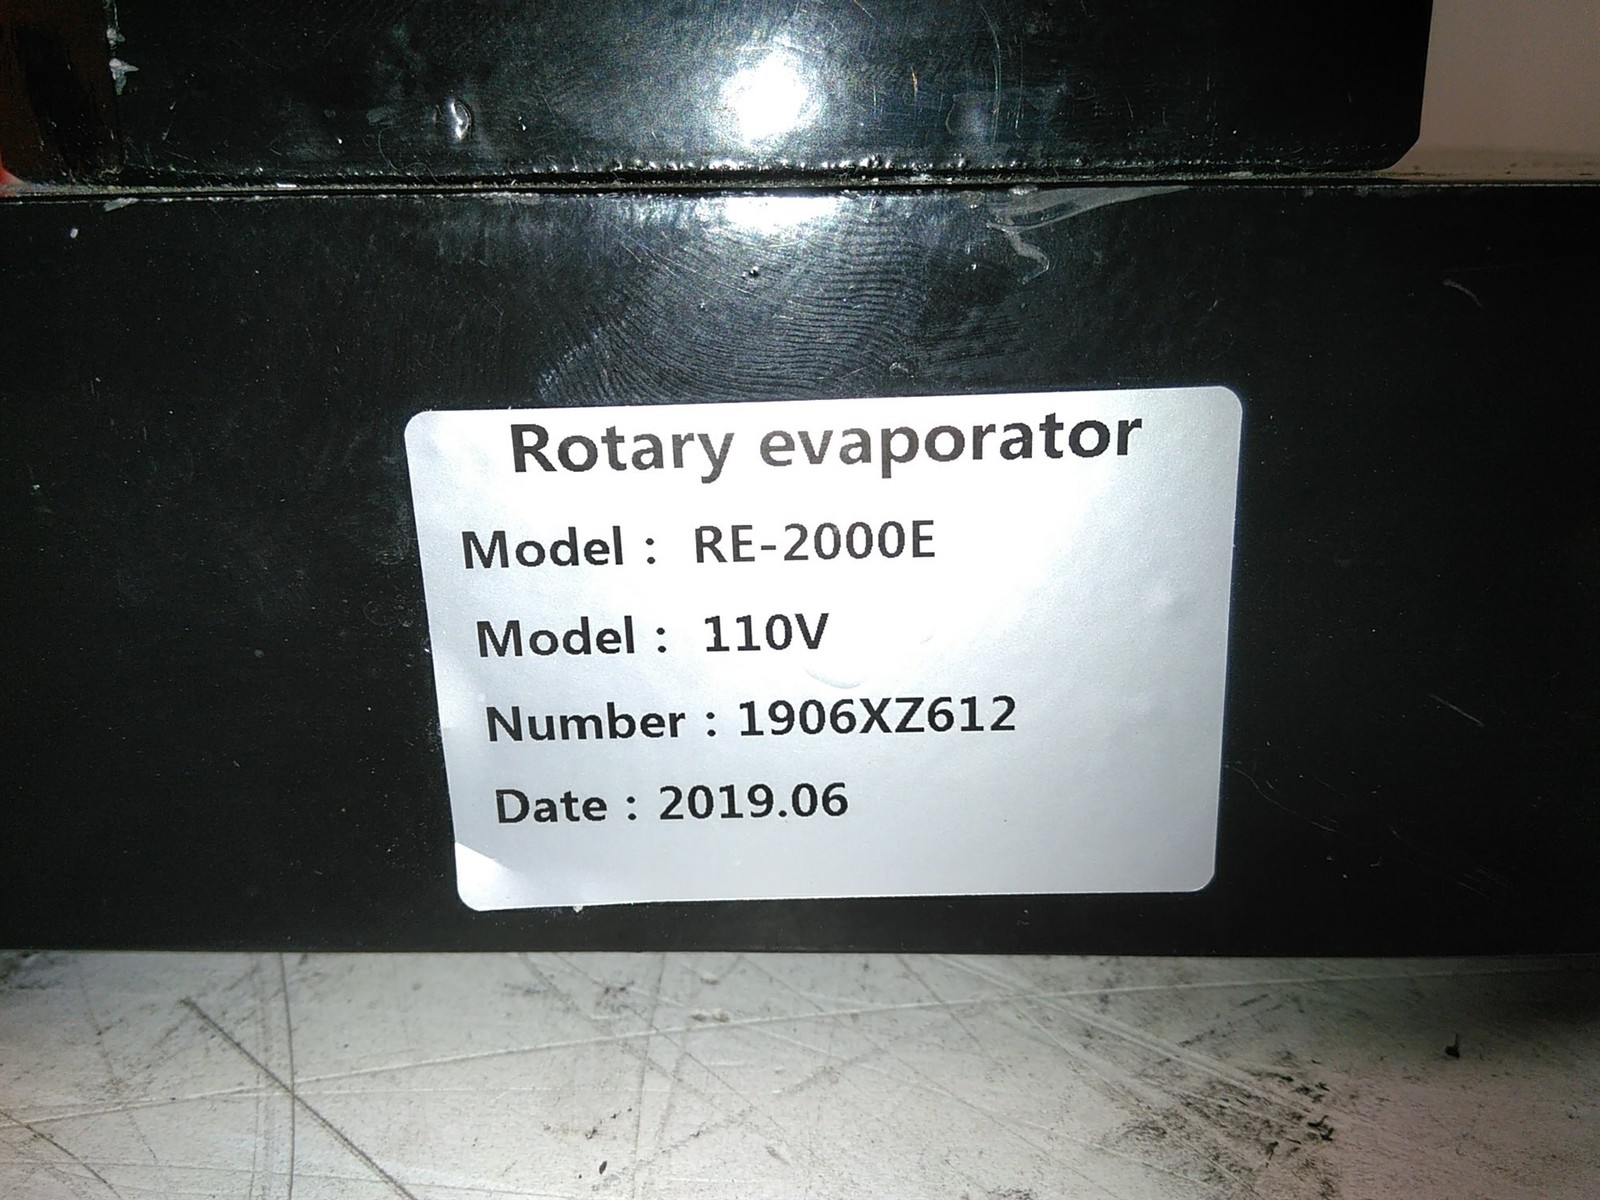 Rotary evaporator
Model : RE-2000E
Model : 110V
Number : 1906XZ612
Date : 2019.06